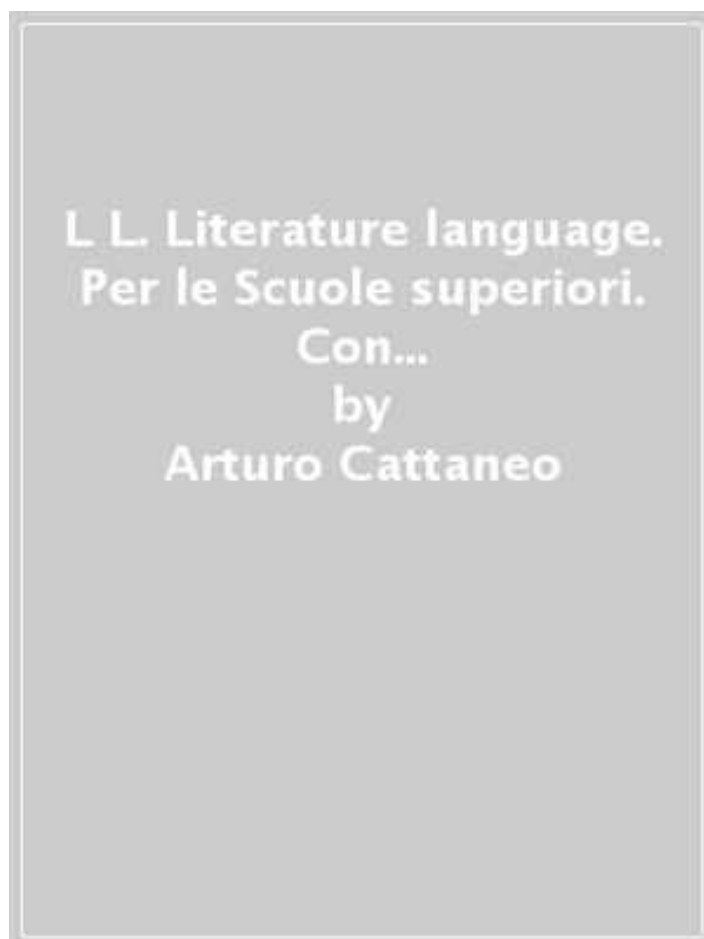 L L. Literature language.
Per le Scuole superiori.
Con...
by
Arturo Cattaneo